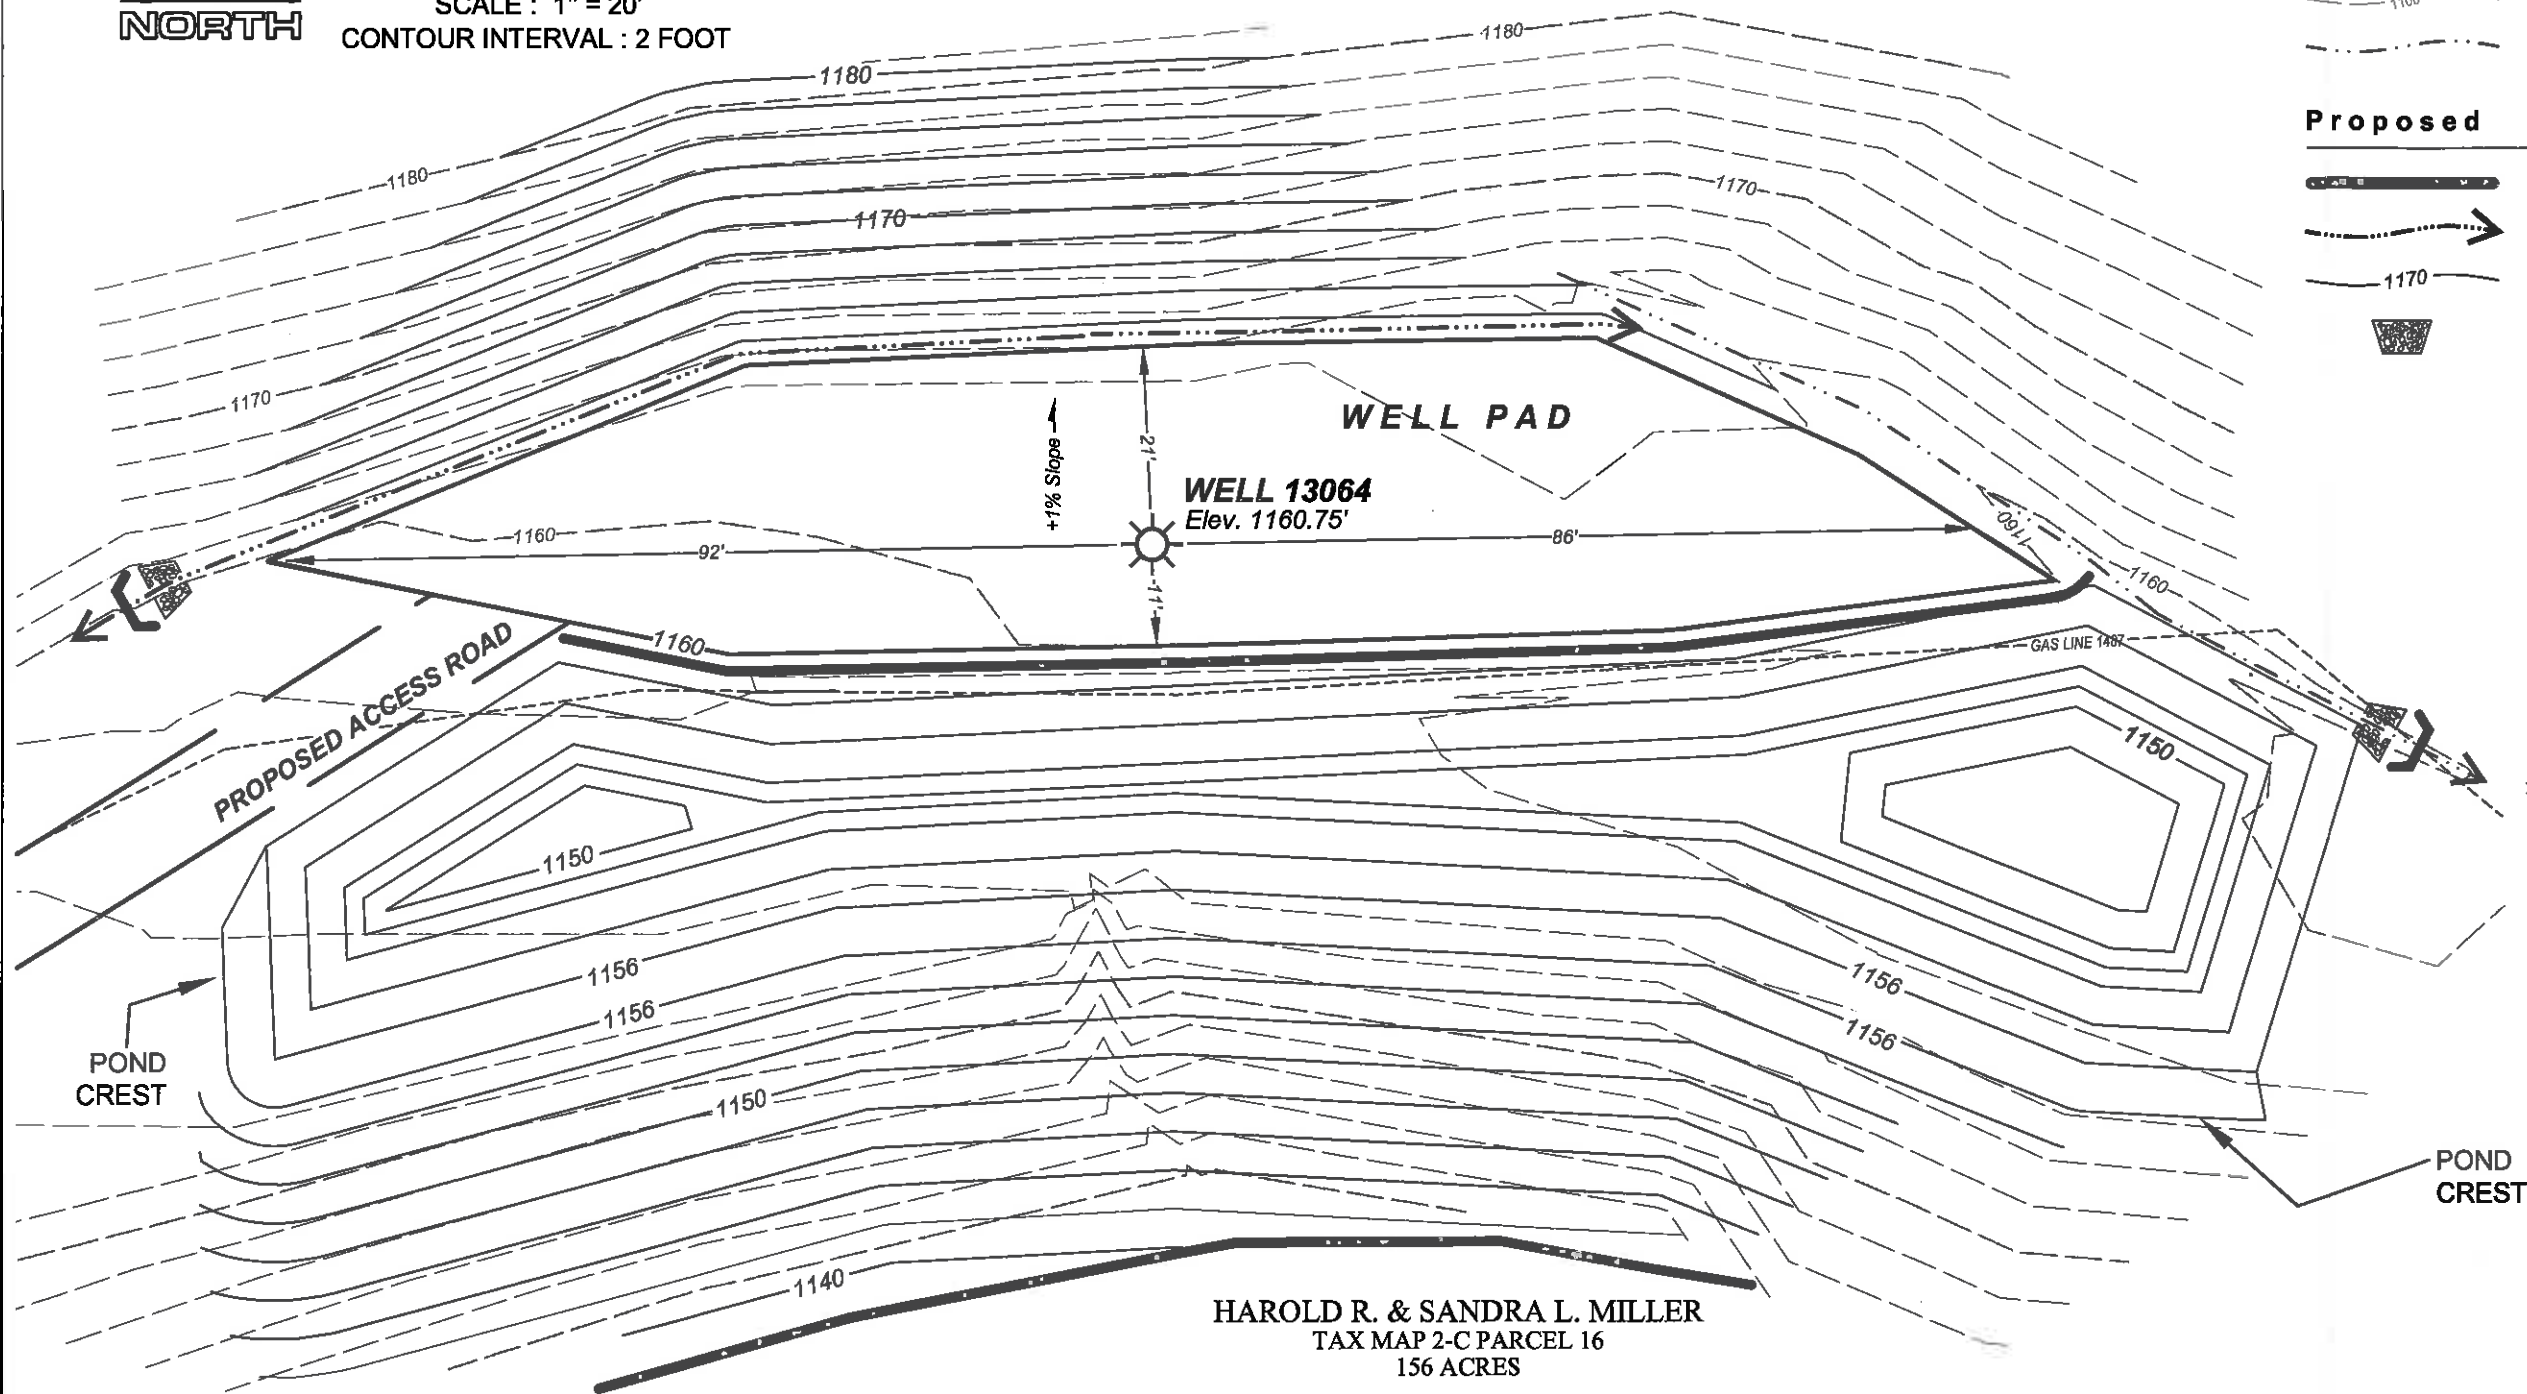 NORTH
SCALE : 1" = 20'
CONTOUR INTERVAL : 2 FOOT
1180
1180
1180
1170
1170
1170
Proposed
1170
WELL PAD
+1% Slope
21'
WELL 13064
Elev. 1160.75'
1160
92'
86'
11'
1160
1160
1160
GAS LINE 1487
PROPOSED ACCESS ROAD
1150
1150
1156
1156
1156
1156
POND
CREST
1150
POND
CREST
1140
HAROLD R. & SANDRA L. MILLER
TAX MAP 2-C PARCEL 16
156 ACRES